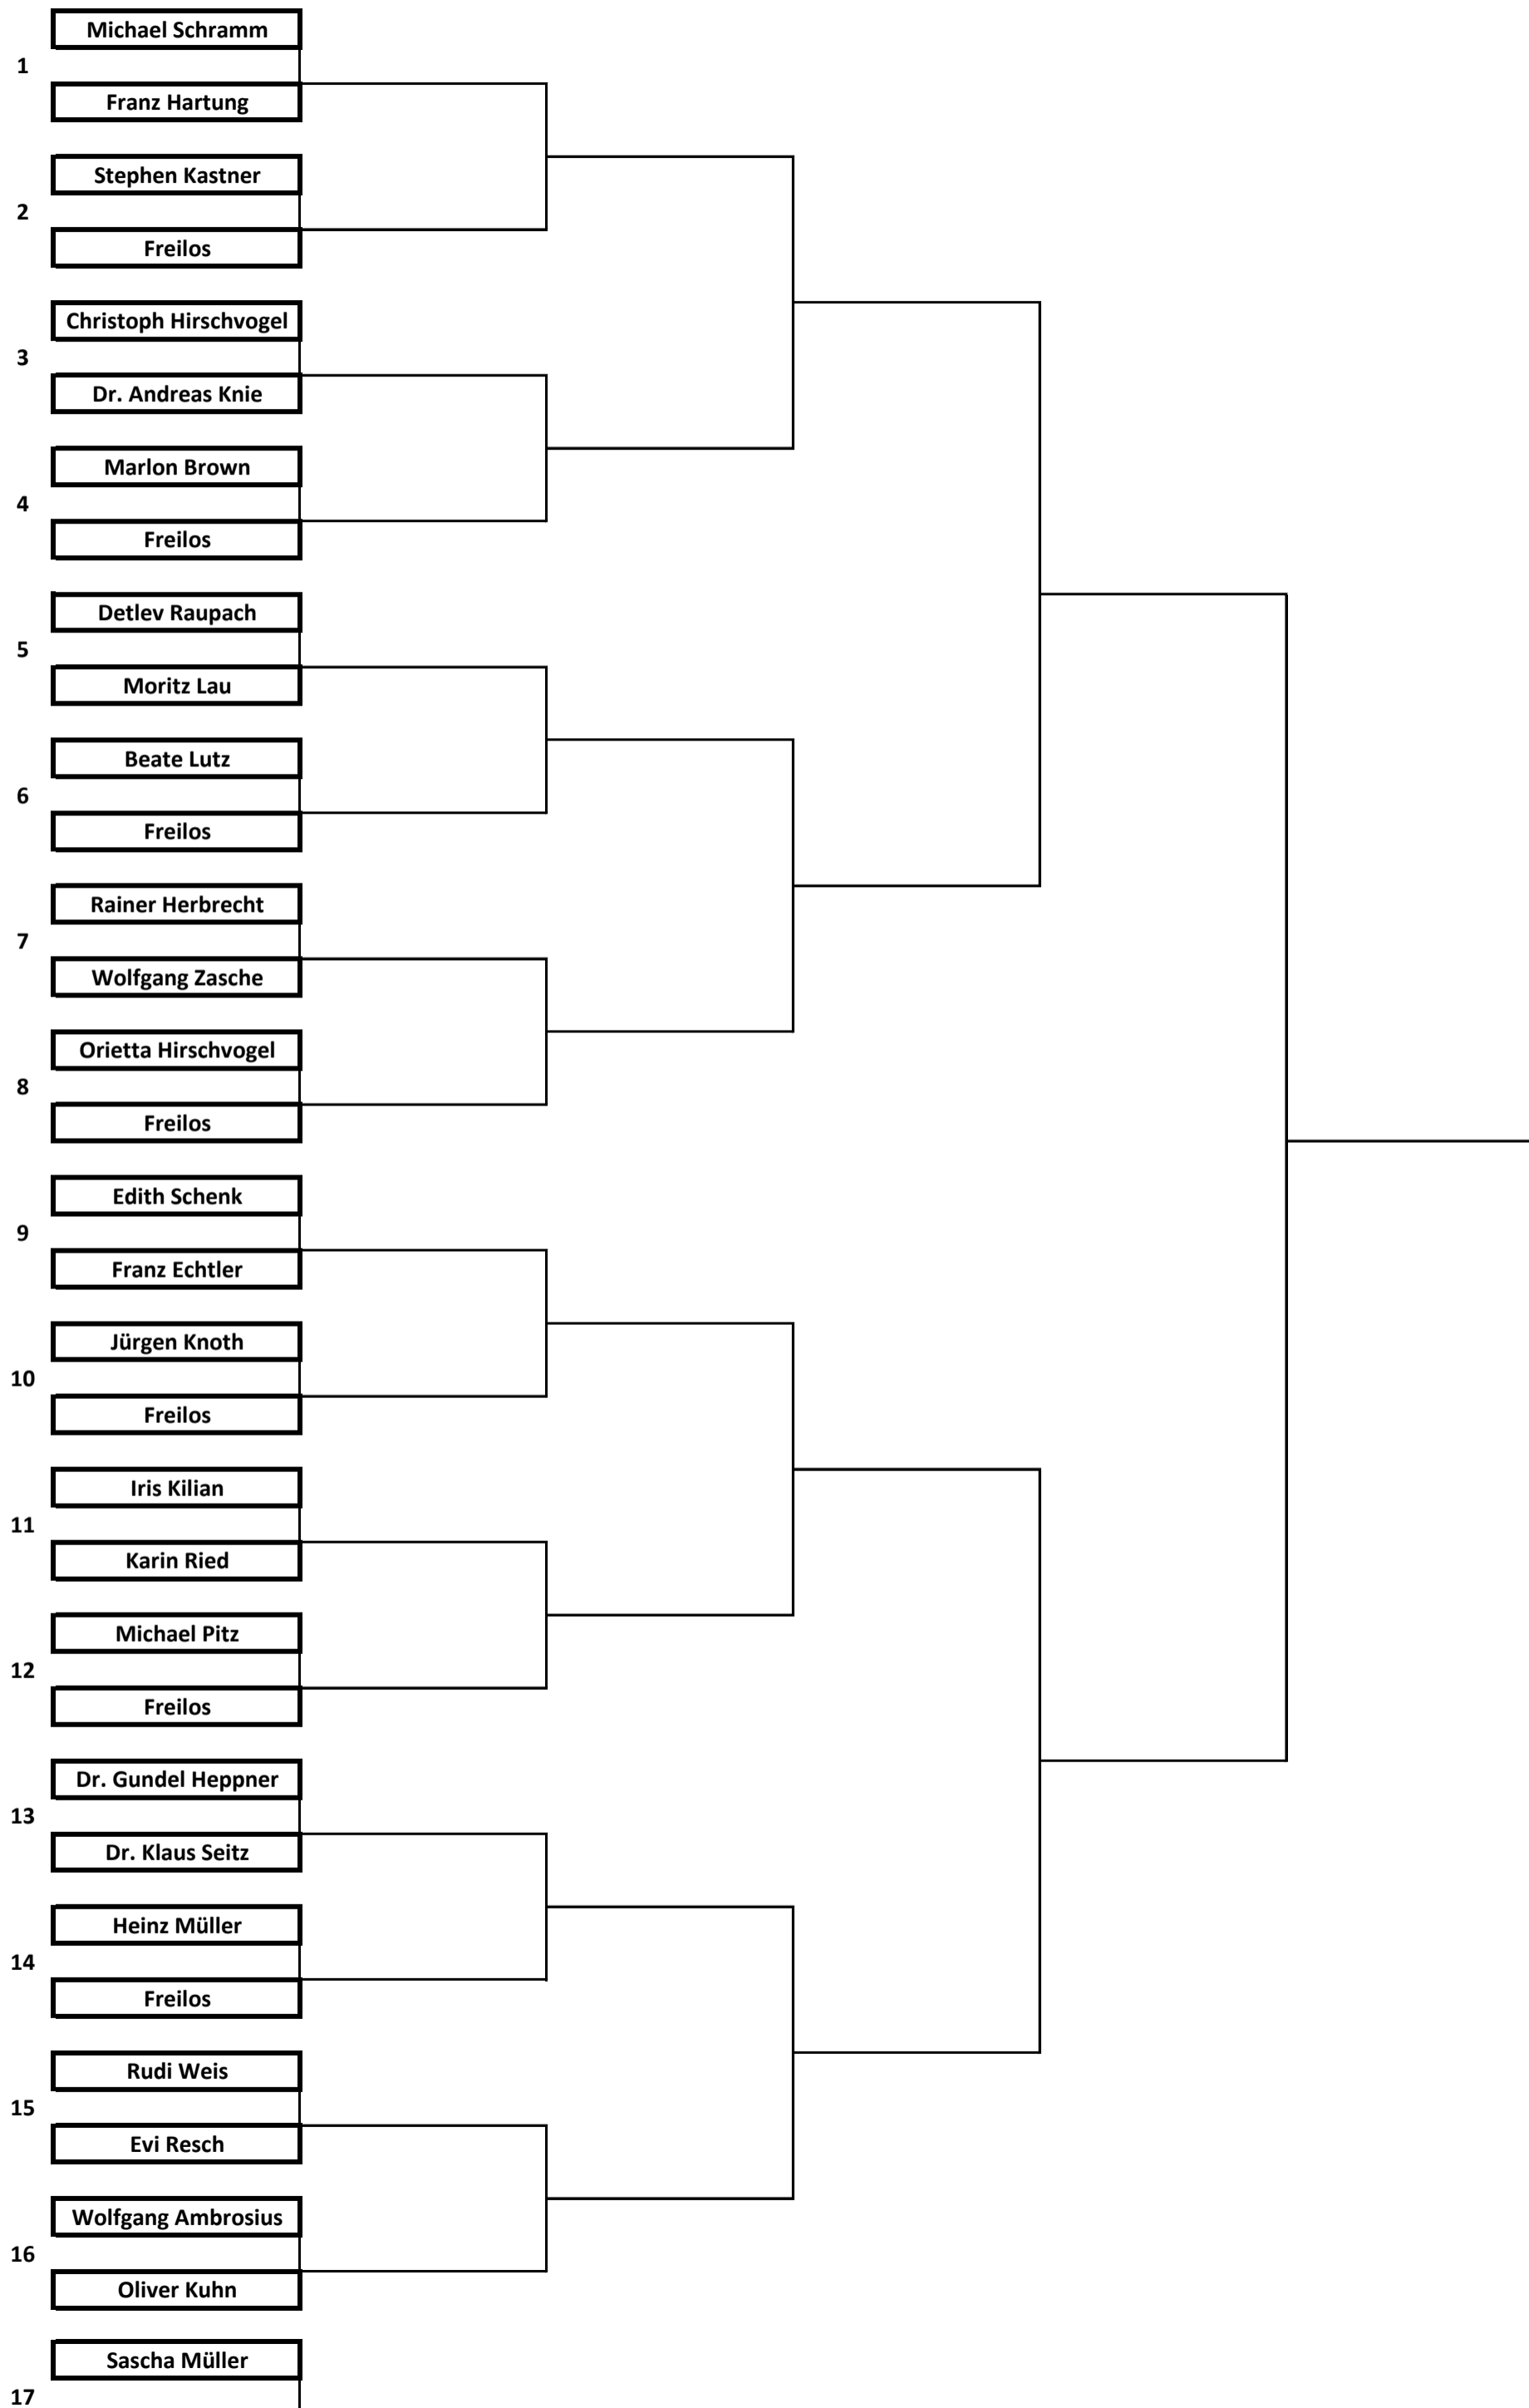 Michael Schramm
1
Franz Hartung
Stephen Kastner
2
Freilos
Christoph Hirschvogel
3
Dr. Andreas Knie
Marlon Brown
4
Freilos
Detlev Raupach
5
Moritz Lau
Beate Lutz
6
Freilos
Rainer Herbrecht
7
Wolfgang Zasche
Orietta Hirschvogel
8
Freilos
Edith Schenk
9
Franz Echtler
Jürgen Knoth
10
Freilos
Iris Kilian
11
Karin Ried
Michael Pitz
12
Freilos
Dr. Gundel Heppner
13
Dr. Klaus Seitz
Heinz Müller
14
Freilos
Rudi Weis
15
Evi Resch
Wolfgang Ambrosius
16
Oliver Kuhn
Sascha Müller
17